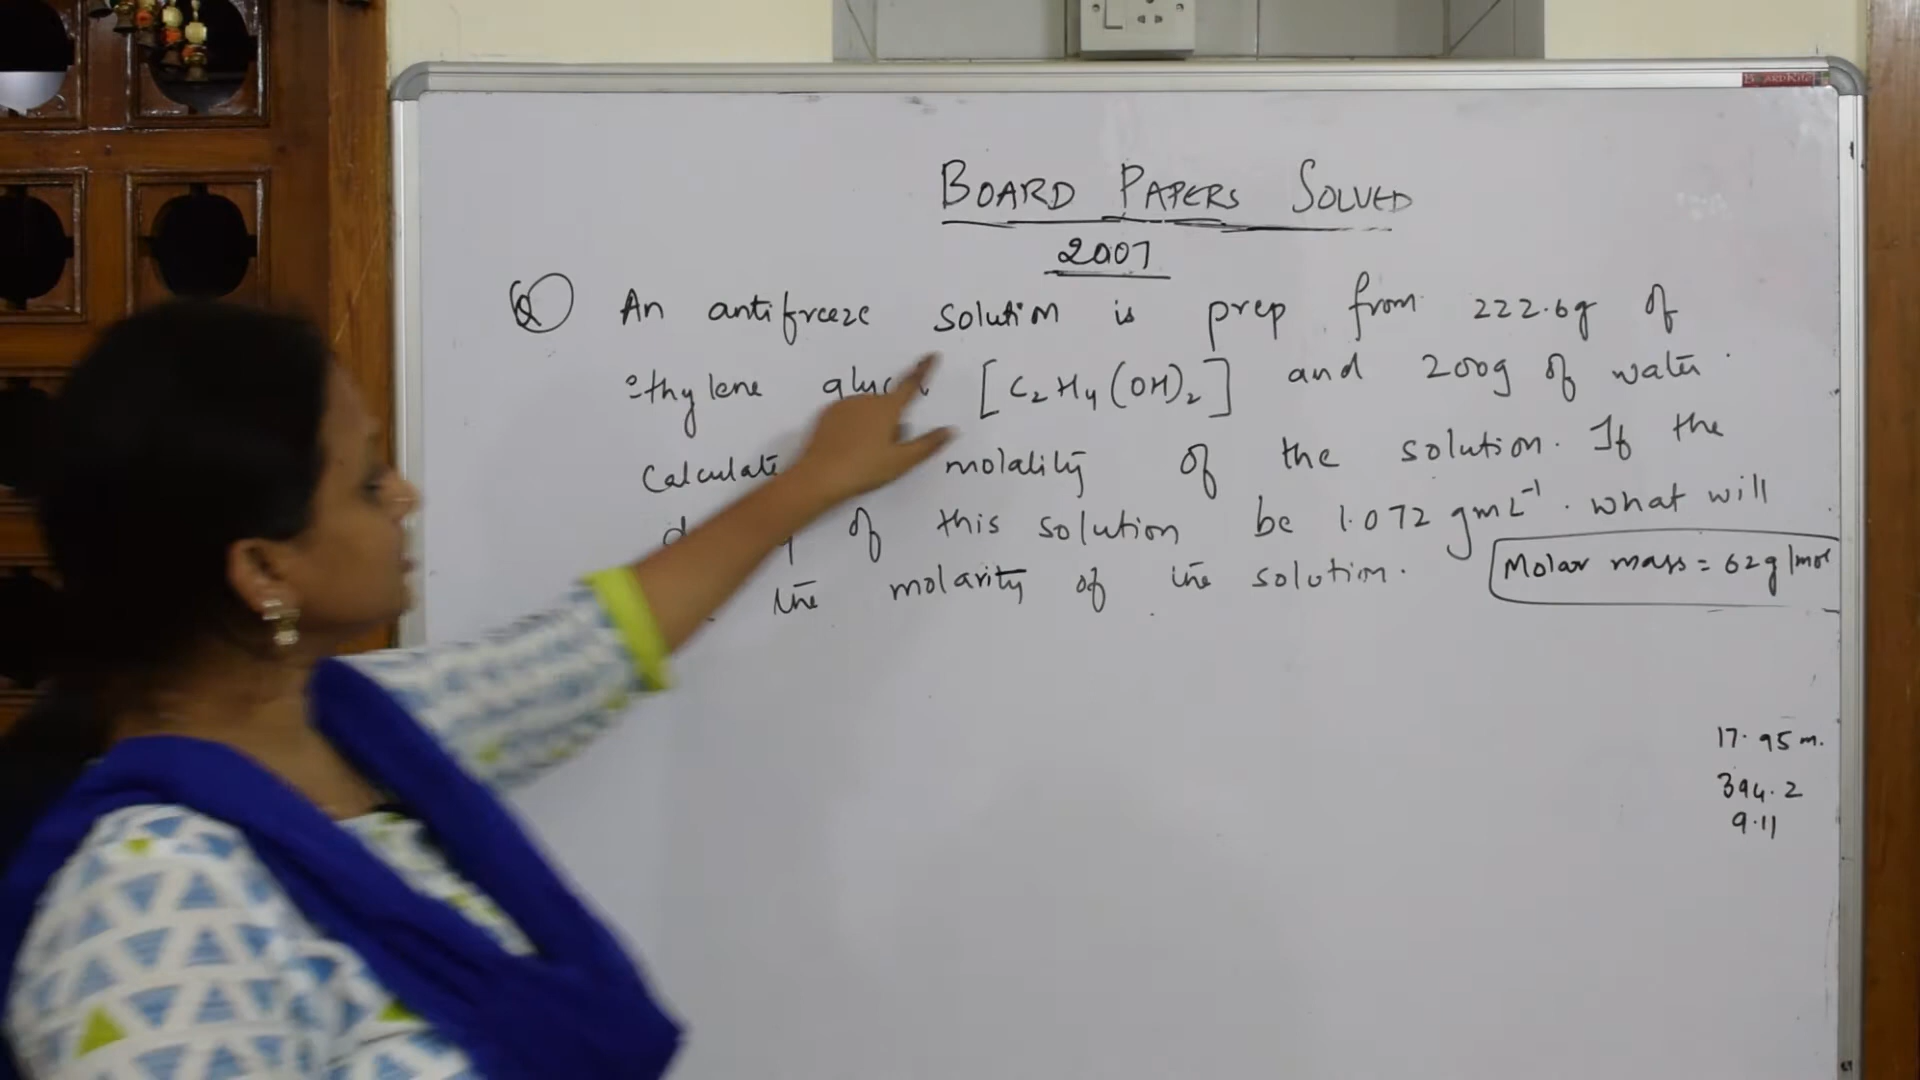 BOARD PAPERS SOLVED
2007
Q An antifreeze solution is prep. from 222.6g of
ethylene [C₂H₄(OH)₂] and 200g of water.
Calculate molality of the solution. If the
of this solution be 1.072 g mL⁻¹. what will
the molarity of the solution.
Molar mass = 62g/mol
17.95 m.
394.2
9.11